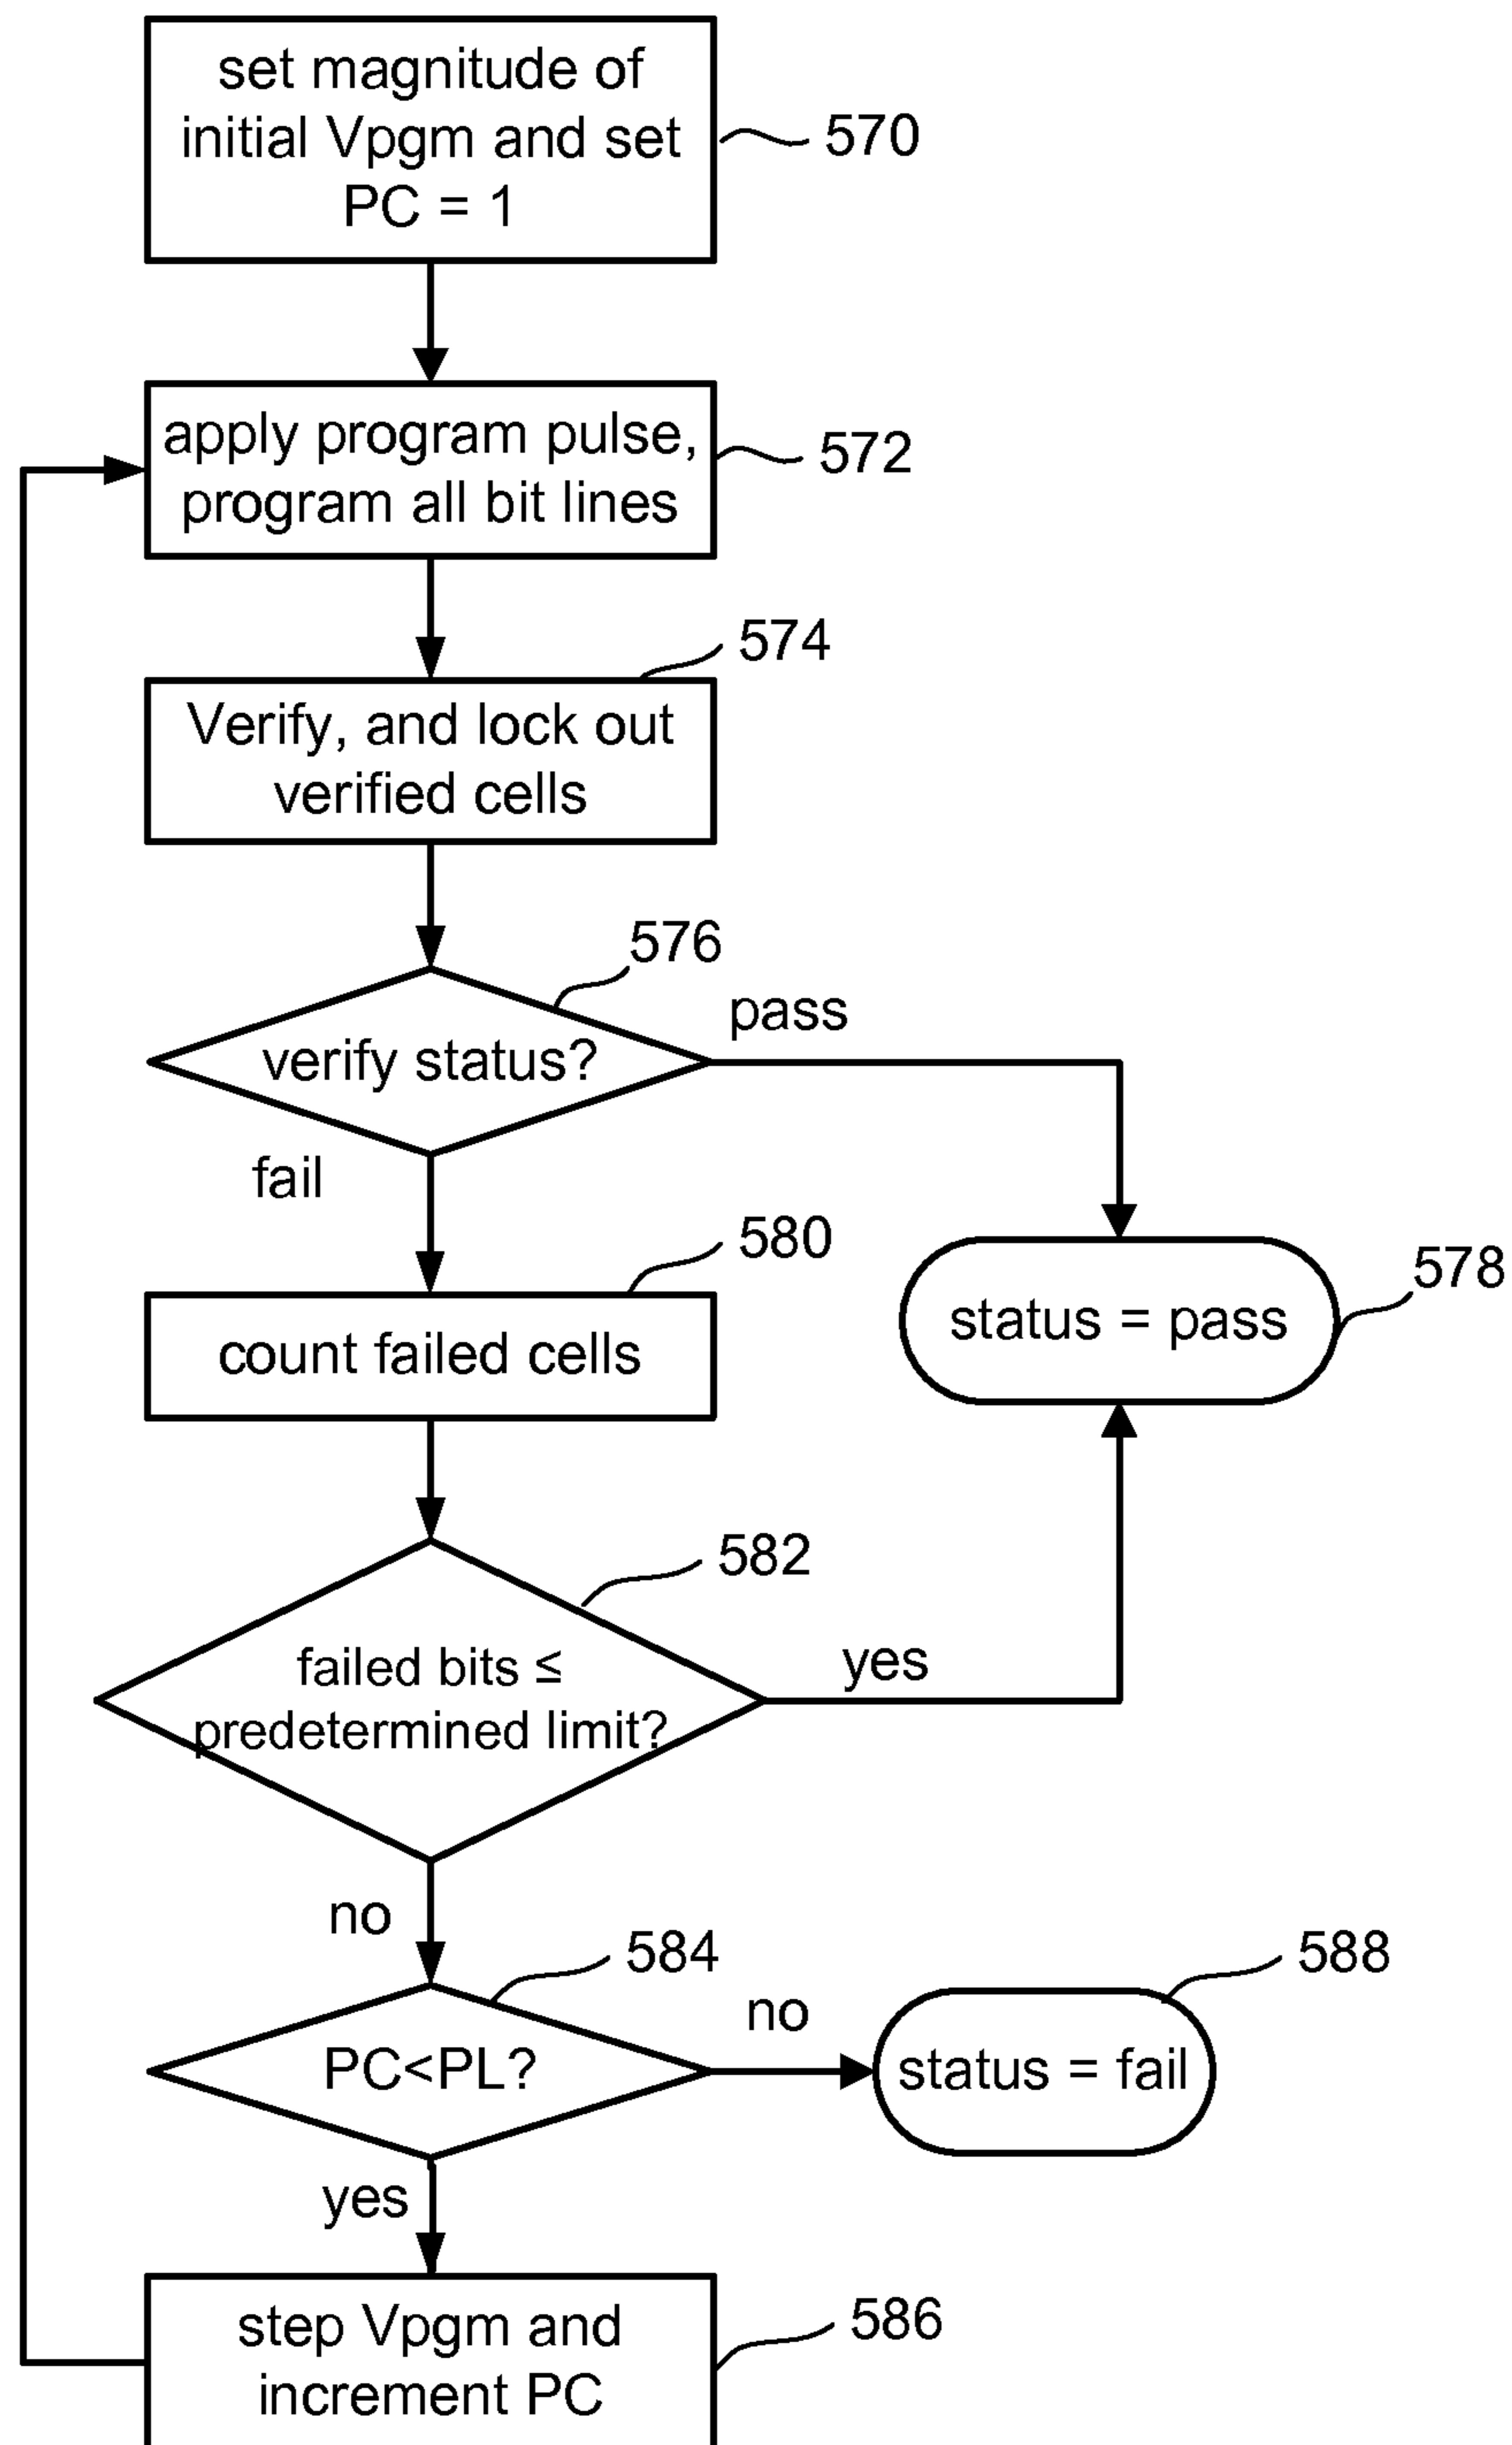 set magnitude of
initial Vpgm and set
PC = 1
570
apply program pulse,
program all bit lines
572
574
Verify, and lock out
verified cells
576
pass
verify status?
fail
580
578
status = pass
count failed cells
582
failed bits ≤
predetermined limit?
yes
no
584
588
no
PC<PL?
status = fail
yes
step Vpgm and
increment PC
586